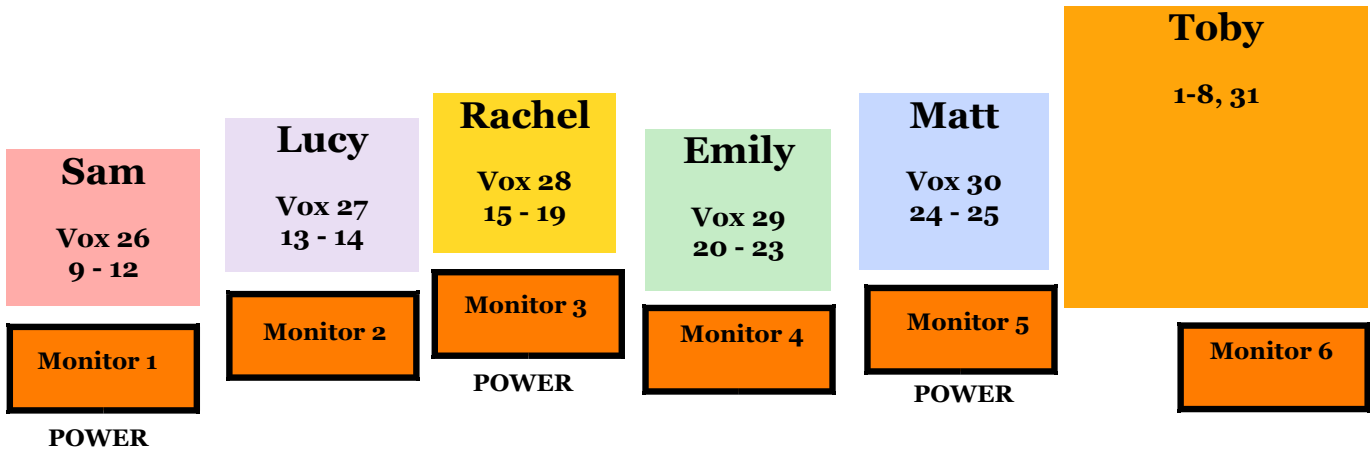 Sam
Vox 26
9 - 12
Monitor 1
POWER
Lucy
Vox 27
13 - 14
Monitor 2
Rachel
Vox 28
15 - 19
Monitor 3
POWER
Emily
Vox 29
20 - 23
Monitor 4
Matt
Vox 30
24 - 25
Monitor 5
POWER
Toby
1-8, 31
Monitor 6